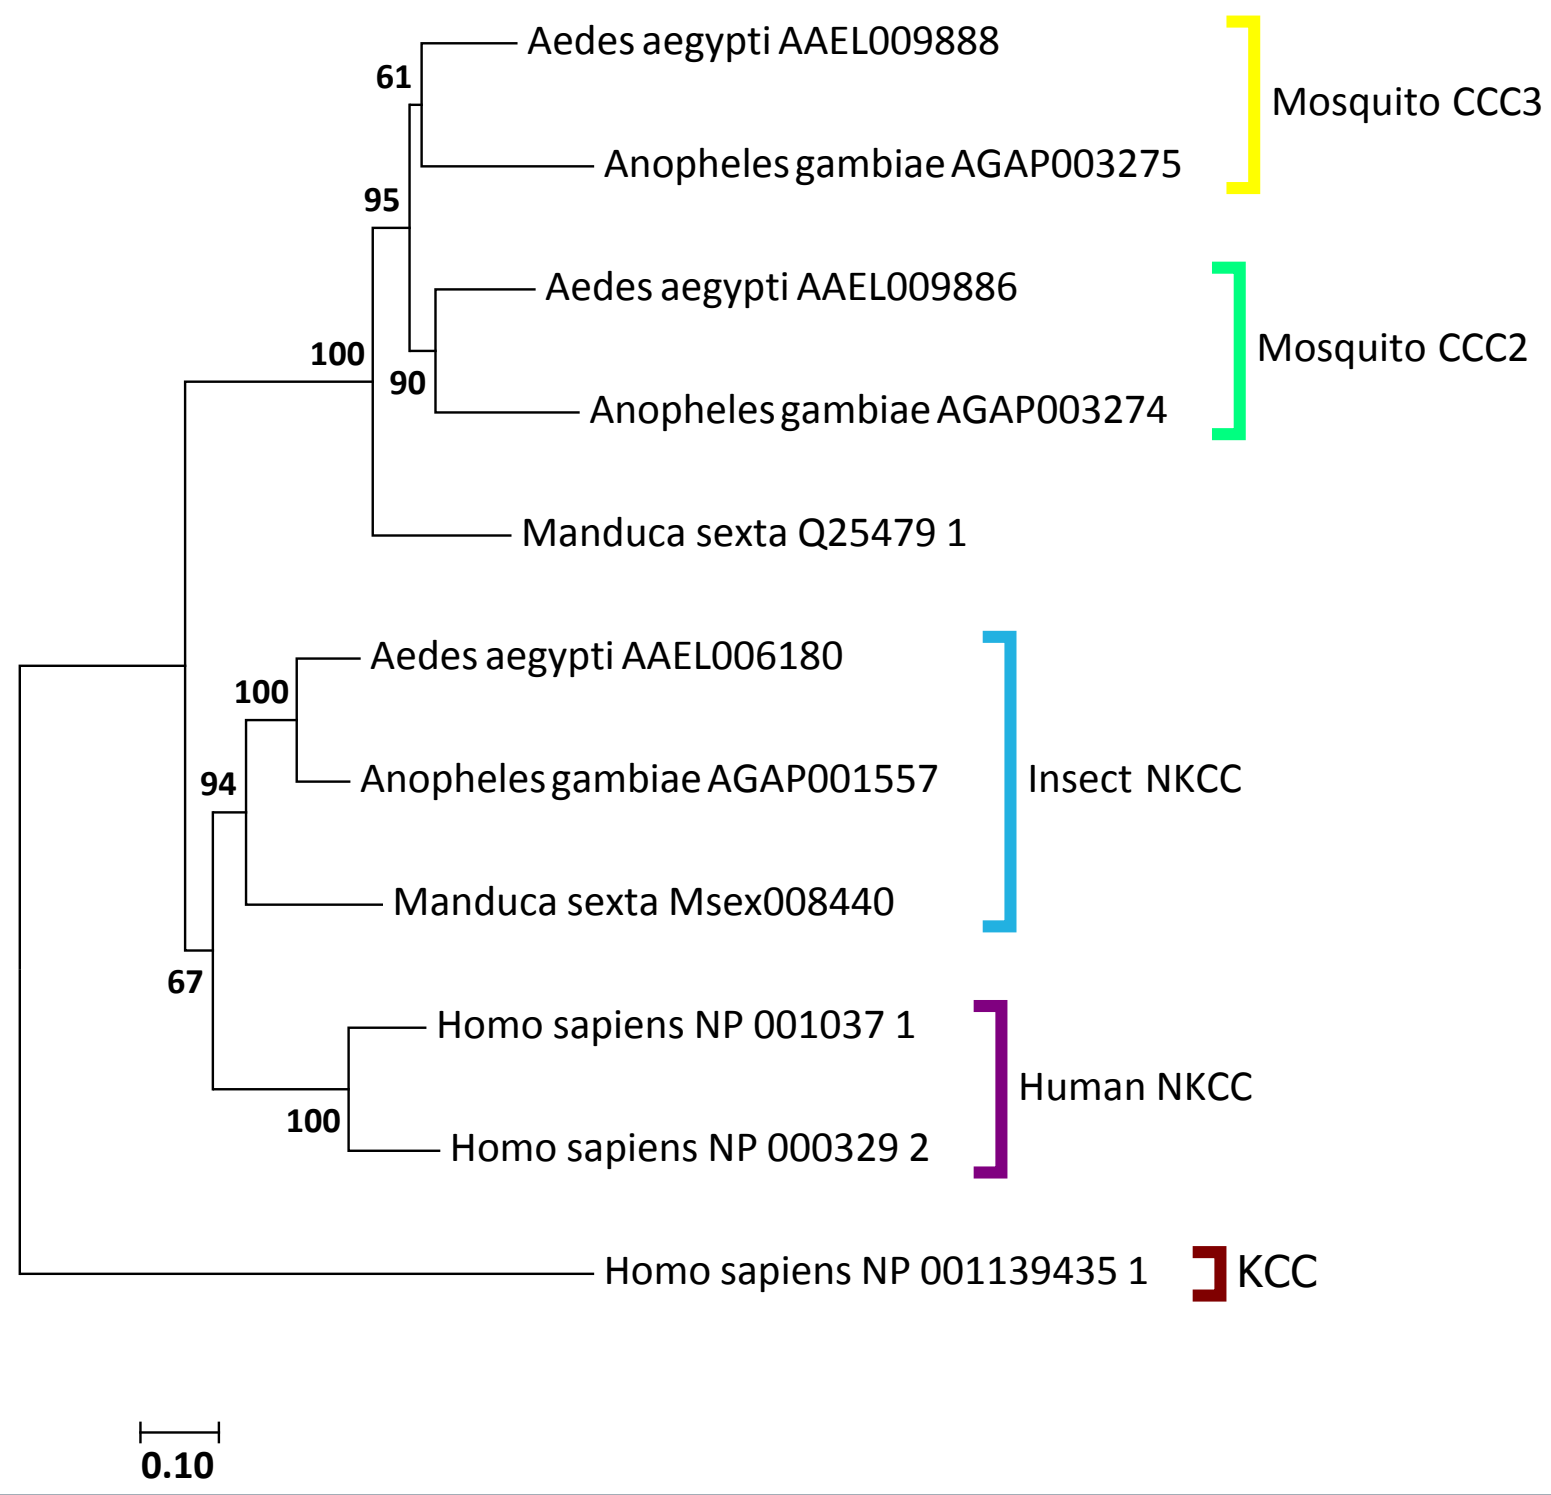 Aedes aegypti AAEL009888
61
Mosquito CCC3
Anopheles gambiae AGAP003275
95
Aedes aegypti AAEL009886
100
Mosquito CCC2
90
Anopheles gambiae AGAP003274
Manduca sexta Q25479 1
Aedes aegypti AAEL006180
100
94
Anopheles gambiae AGAP001557
Insect NKCC
Manduca sexta Msex008440
67
Homo sapiens NP 001037 1
Human NKCC
100
Homo sapiens NP 000329 2
Homo sapiens NP 001139435 1
KCC
0.10